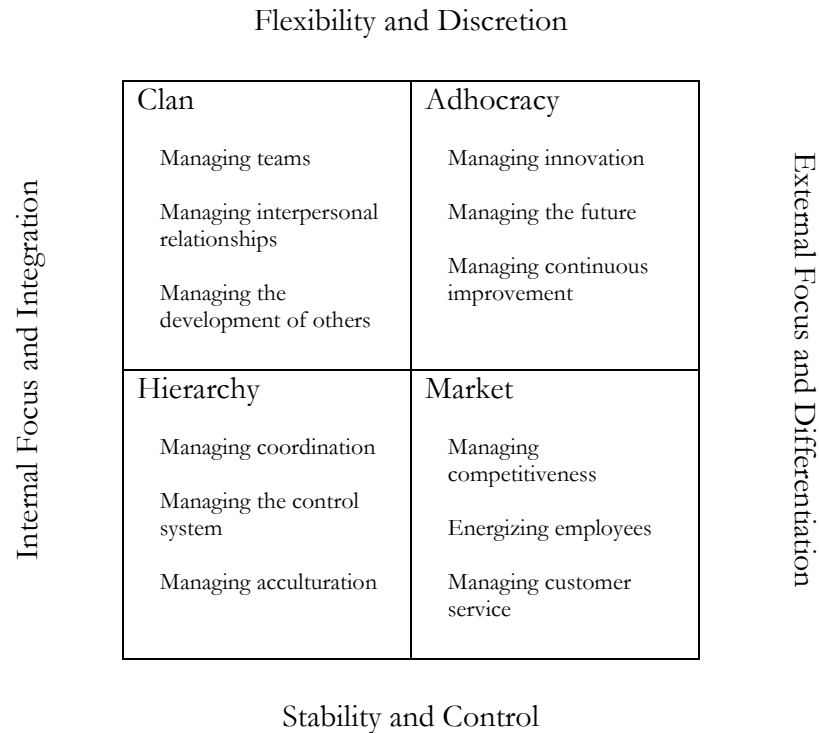 Flexibility and Discretion
Internal Focus and Integration
Clan
Managing teams
Managing interpersonal
relationships
Managing the
development of others
Adhocracy
Managing innovation
Managing the future
Managing continuous
improvement
External Focus and Differentiation
Hierarchy
Managing coordination
Managing the control
system
Managing acculturation
Market
Managing
competitiveness
Energizing employees
Managing customer
service
Stability and Control